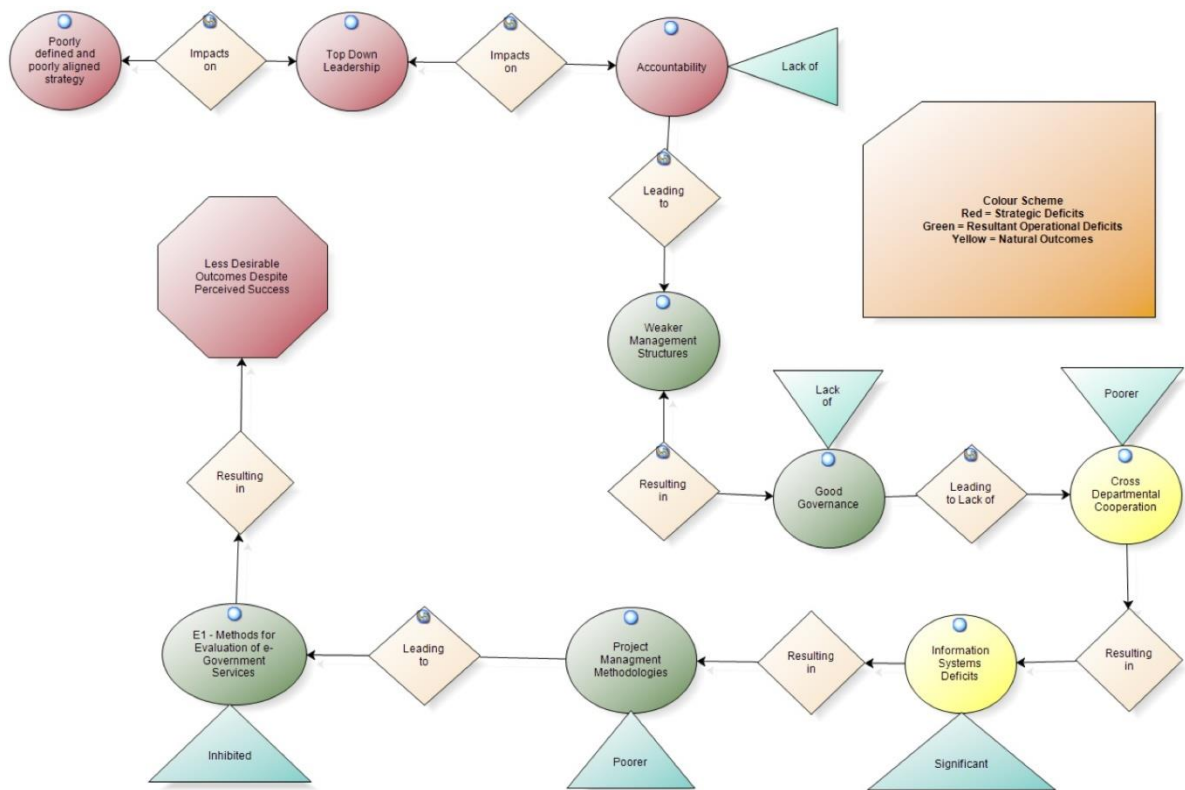 Poorly
defined and
poorly aligned
strategy
Impacts
on
Top Down
Leadership
Impacts
on
Accountability
Lack of
Leading
to
Colour Scheme
Red = Strategic Deficits
Green = Resultant Operational Deficits
Yellow = Natural Outcomes
Less Desirable
Outcomes Despite
Perceived Success
Weaker
Management
Structures
Lack
of
Poorer
Resulting
in
Resulting
in
Good
Governance
Leading
to Lack of
Cross
Departmental
Cooperation
E1 - Methods for
Evaluation of e-
Government
Services
Leading
to
Project
Managment
Methodologies
Resulting
in
Information
Systems
Deficits
Resulting
in
Inhibited
Poorer
Significant